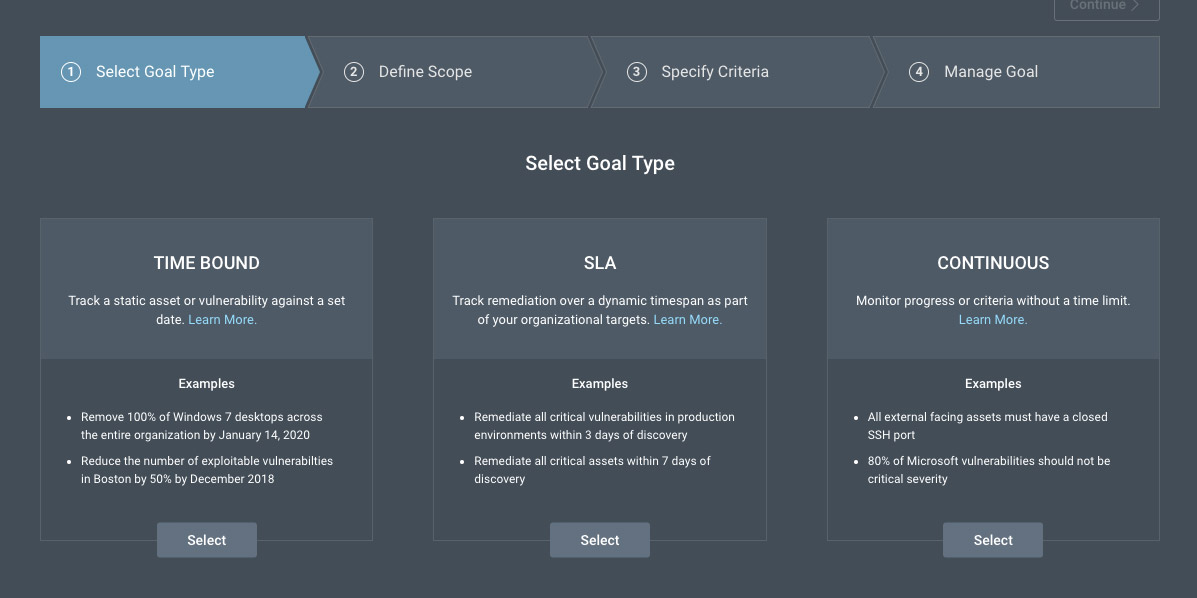 Continue
1 Select Goal Type
2 Define Scope
3 Specify Criteria
4 Manage Goal
Select Goal Type
TIME BOUND
Track a static asset or vulnerability against a set
date. Learn More.
Examples
• Remove 100% of Windows 7 desktops across
the entire organization by January 14, 2020
• Reduce the number of exploitable vulnerabilties
in Boston by 50% by December 2018
Select
SLA
Track remediation over a dynamic timespan as part
of your organizational targets. Learn More.
Examples
• Remediate all critical vulnerabilities in production
environments within 3 days of discovery
• Remediate all critical assets within 7 days of
discovery
Select
CONTINUOUS
Monitor progress or criteria without a time limit.
Learn More.
Examples
• All external facing assets must have a closed
SSH port
• 80% of Microsoft vulnerabilities should not be
critical severity
Select